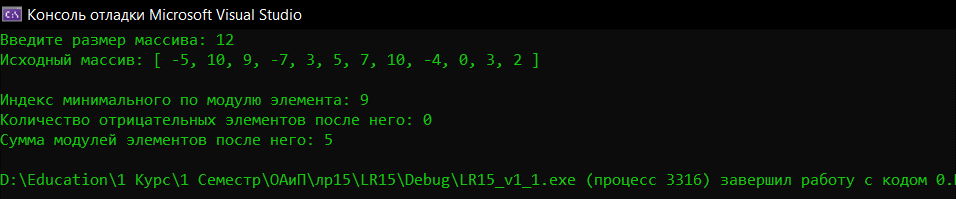 Консоль отладки Microsoft Visual Studio
Введите размер массива: 12
Исходный массив: [ -5, 10, 9, -7, 3, 5, 7, 10, -4, 0, 3, 2 ]
Индекс минимального по модулю элемента: 9
Количество отрицательных элементов после него: 0
Сумма модулей элементов после него: 5
D:\Education\1 Курс\1 Семестр\ОАиП\лр15\LR15\Debug\LR15_v1_1.exe (процесс 3316) завершил работу с кодом 0.